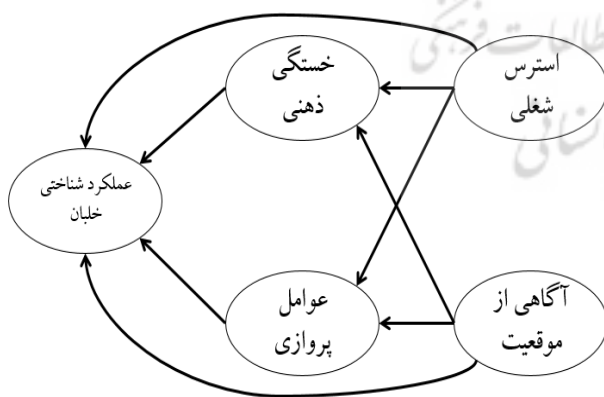 استرس
شغلی
خستگی
ذهنی
عملکرد شناختی
خلبان
آگاهی از
موقعیت
عوامل
پروازی